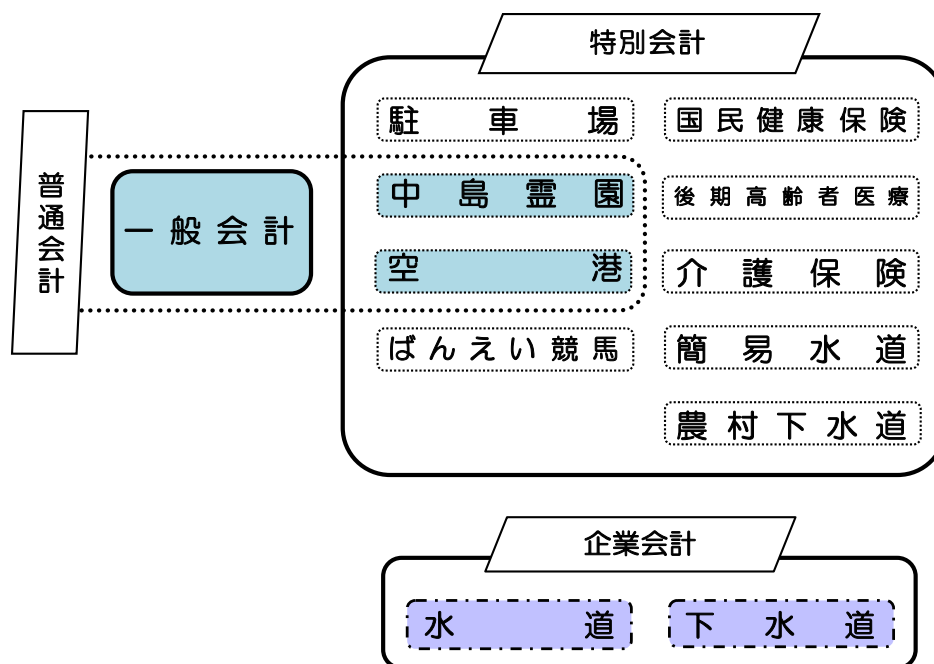 特別会計
駐車場
国民健康保険
普通会計
一般会計
中島霊園
後期高齢者医療
空港
介護保険
ばんえい競馬
簡易水道
農村下水道
企業会計
水道
下水道